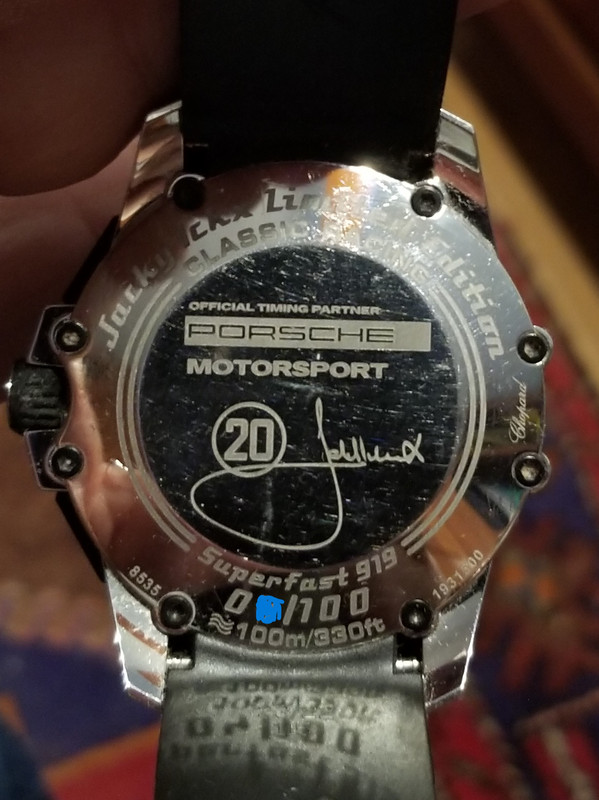 Jacky Ickx Limited Edition
CLASSIC RACING
OFFICIAL TIMING PARTNER
PORSCHE
MOTORSPORT
20
Chopard
Superfast 919
8535
0 /100
100m/330ft